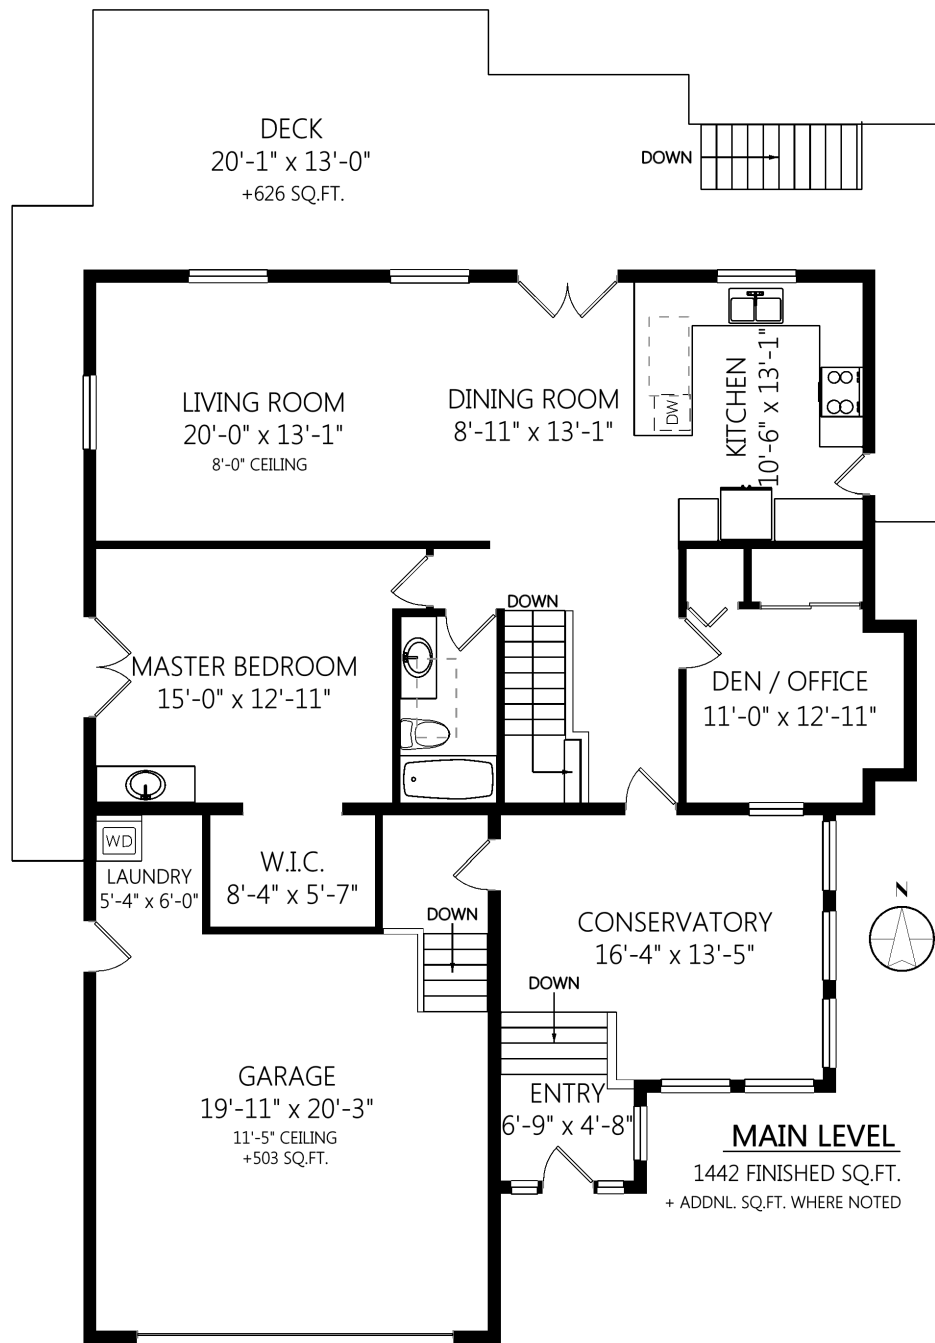 DECK
20'-1" x 13'-0"
+626 SQ.FT.
DOWN
LIVING ROOM
20'-0" x 13'-1"
8'-0" CEILING
DINING ROOM
8'-11" x 13'-1"
DW
KITCHEN
10'-6" x 13'-1"
DOWN
MASTER BEDROOM
15'-0" x 12'-11"
DEN / OFFICE
11'-0" x 12'-11"
WD
LAUNDRY
5'-4" x 6'-0"
W.I.C.
8'-4" x 5'-7"
DOWN
CONSERVATORY
16'-4" x 13'-5"
N
DOWN
GARAGE
19'-11" x 20'-3"
11'-5" CEILING
+503 SQ.FT.
ENTRY
6'-9" x 4'-8"
MAIN LEVEL
1442 FINISHED SQ.FT.
+ ADDNL. SQ.FT. WHERE NOTED